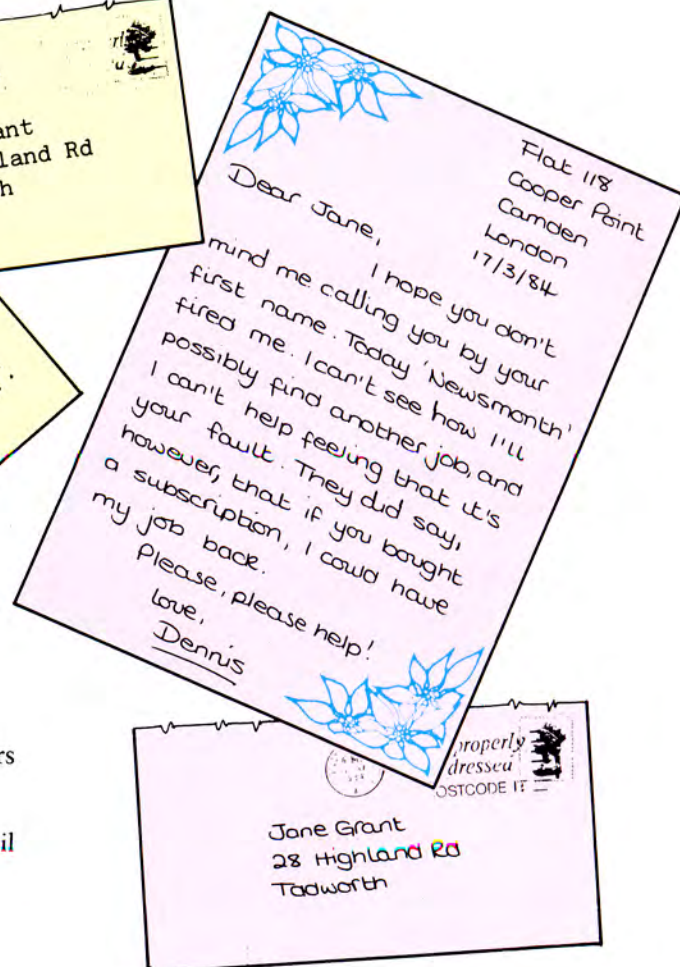 ant
land Rd
h
Flat 118
Cooper Point
Camden
London
17/3/84
Dear Jane,
I hope you don't
mind me calling you by your
first name. Today 'Newsmonth'
fired me. I can't see how I'll
possibly find another job, and
I can't help feeling that it's
your fault. They did say,
however, that if you bought
a subscription, I could have
my job back.
Please, please help!
Love,
Dennis
rs
il
properly
dressed
OSTCODE IT
Jane Grant
28 Highland Rd
Tadworth